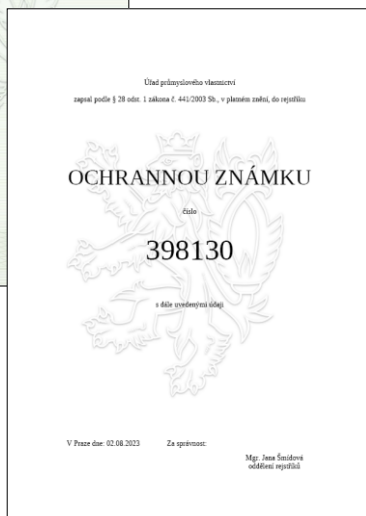 Úřad průmyslového vlastnictví
zapsal podle § 28 odst. 1 zákona č. 441/2003 Sb., v platném znění, do rejstříku
OCHRANNOU ZNÁMKU
číslo
398130
s dále uvedenými údaji
V Praze dne: 02.08.2023 Za správnost:
Mgr. Jana Šmídová
oddělení rejstříků